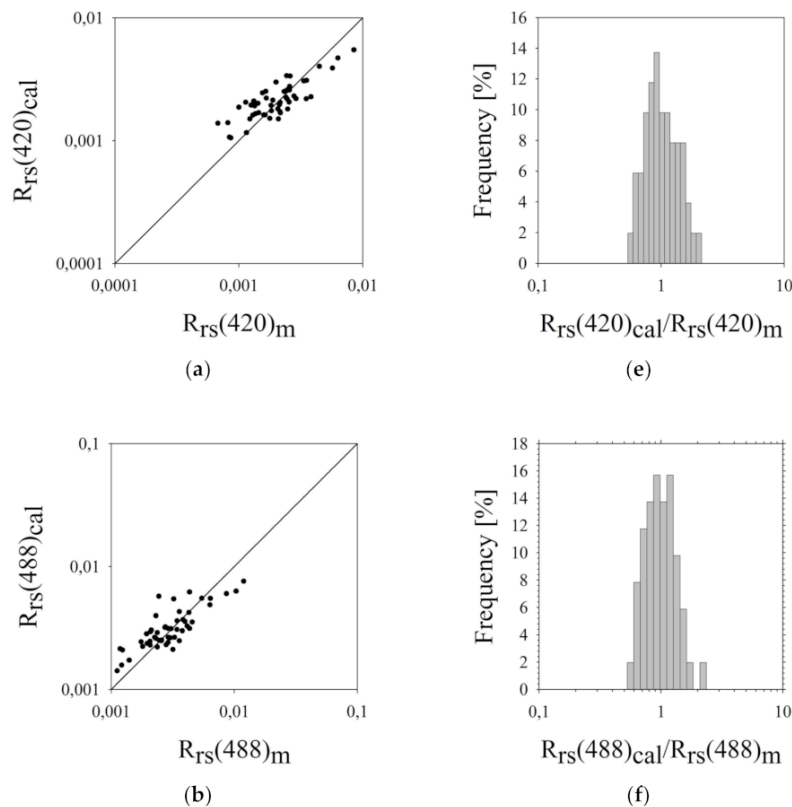 0,01
0,001
0,0001
Rrs(420)cal
0,0001 0,001 0,01
Rrs(420)m
(a)
16
14
12
10
8
6
4
2
0
Frequency [%]
0,1 1 10
Rrs(420)cal/Rrs(420)m
(e)
0,1
0,01
0,001
Rrs(488)cal
0,001 0,01 0,1
Rrs(488)m
(b)
18
16
14
12
10
8
6
4
2
0
Frequency [%]
0,1 1 10
Rrs(488)cal/Rrs(488)m
(f)